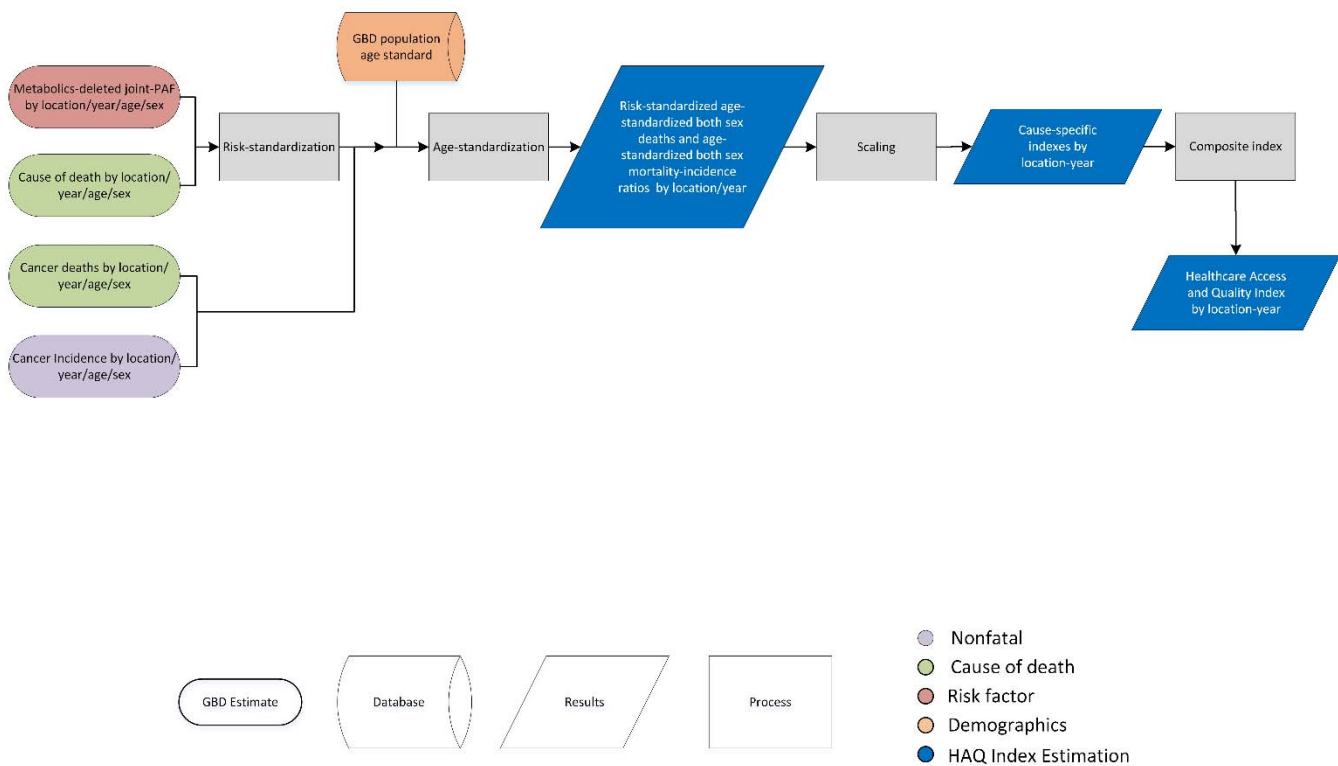 GBD population
age standard
Metabolics-deleted joint-PAF
by location/year/age/sex
Cause of death by location/
year/age/sex
Cancer deaths by location/
year/age/sex
Cancer Incidence by location/
year/age/sex
Risk-standardization
Age-standardization
Risk-standardized age-
standardized both sex
deaths and age-
standardized both sex
mortality-incidence
ratios by location/year
Scaling
Cause-specific
indexes by
location-year
Composite index
Healthcare Access
and Quality Index
by location-year
GBD Estimate
Database
Results
Process
Nonfatal
Cause of death
Risk factor
Demographics
HAQ Index Estimation